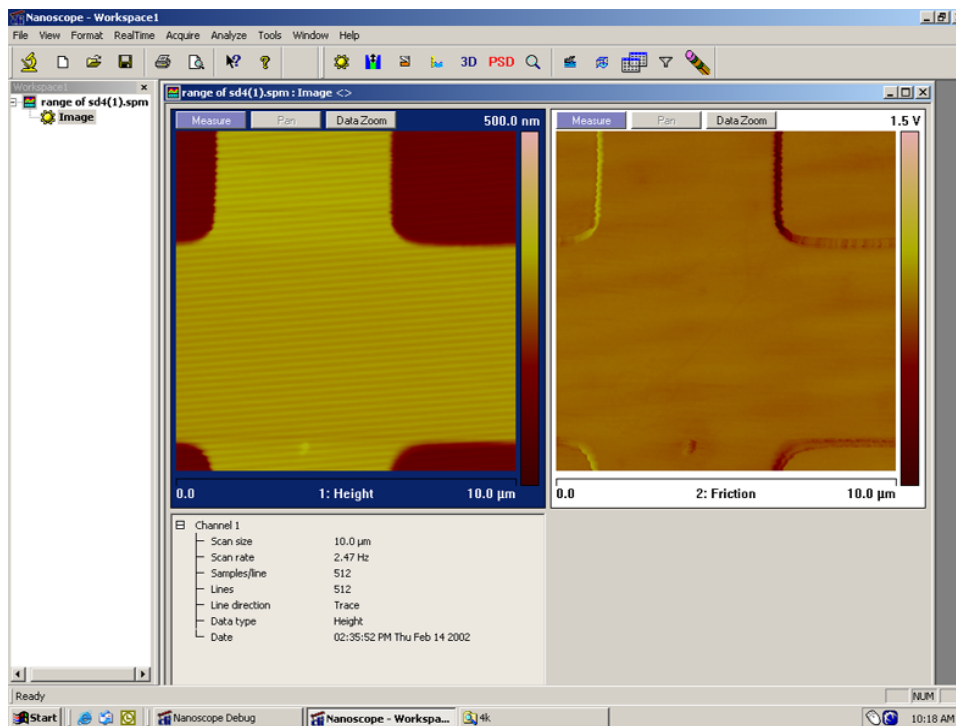 Nanoscope - Workspace1
File View Format RealTime Acquire Analyze Tools Window Help
3D PSD
Workspace1
range of sd4(1).spm
Image
range of sd4(1).spm : Image <>
Measure Pan Data Zoom 500.0 nm
0.0 1: Height 10.0 µm
Measure Pan Data Zoom 1.5 V
0.0 2: Friction 10.0 µm
Channel 1
Scan size 10.0 µm
Scan rate 2.47 Hz
Samples/line 512
Lines 512
Line direction Trace
Data type Height
Date 02:35:52 PM Thu Feb 14 2002
Ready NUM
Start Nanoscope Debug Nanoscope - Workspa... 4k 10:18 AM